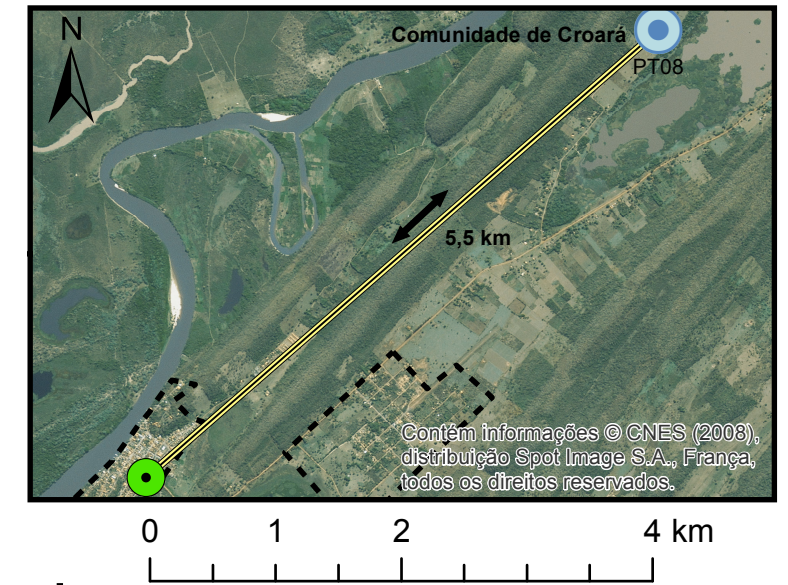 N
Comunidade de Croará
PT08
5,5 km
Contém informações © CNES (2008),
distribuição Spot Image S.A., França,
todos os direitos reservados.
0 1 2 4 km